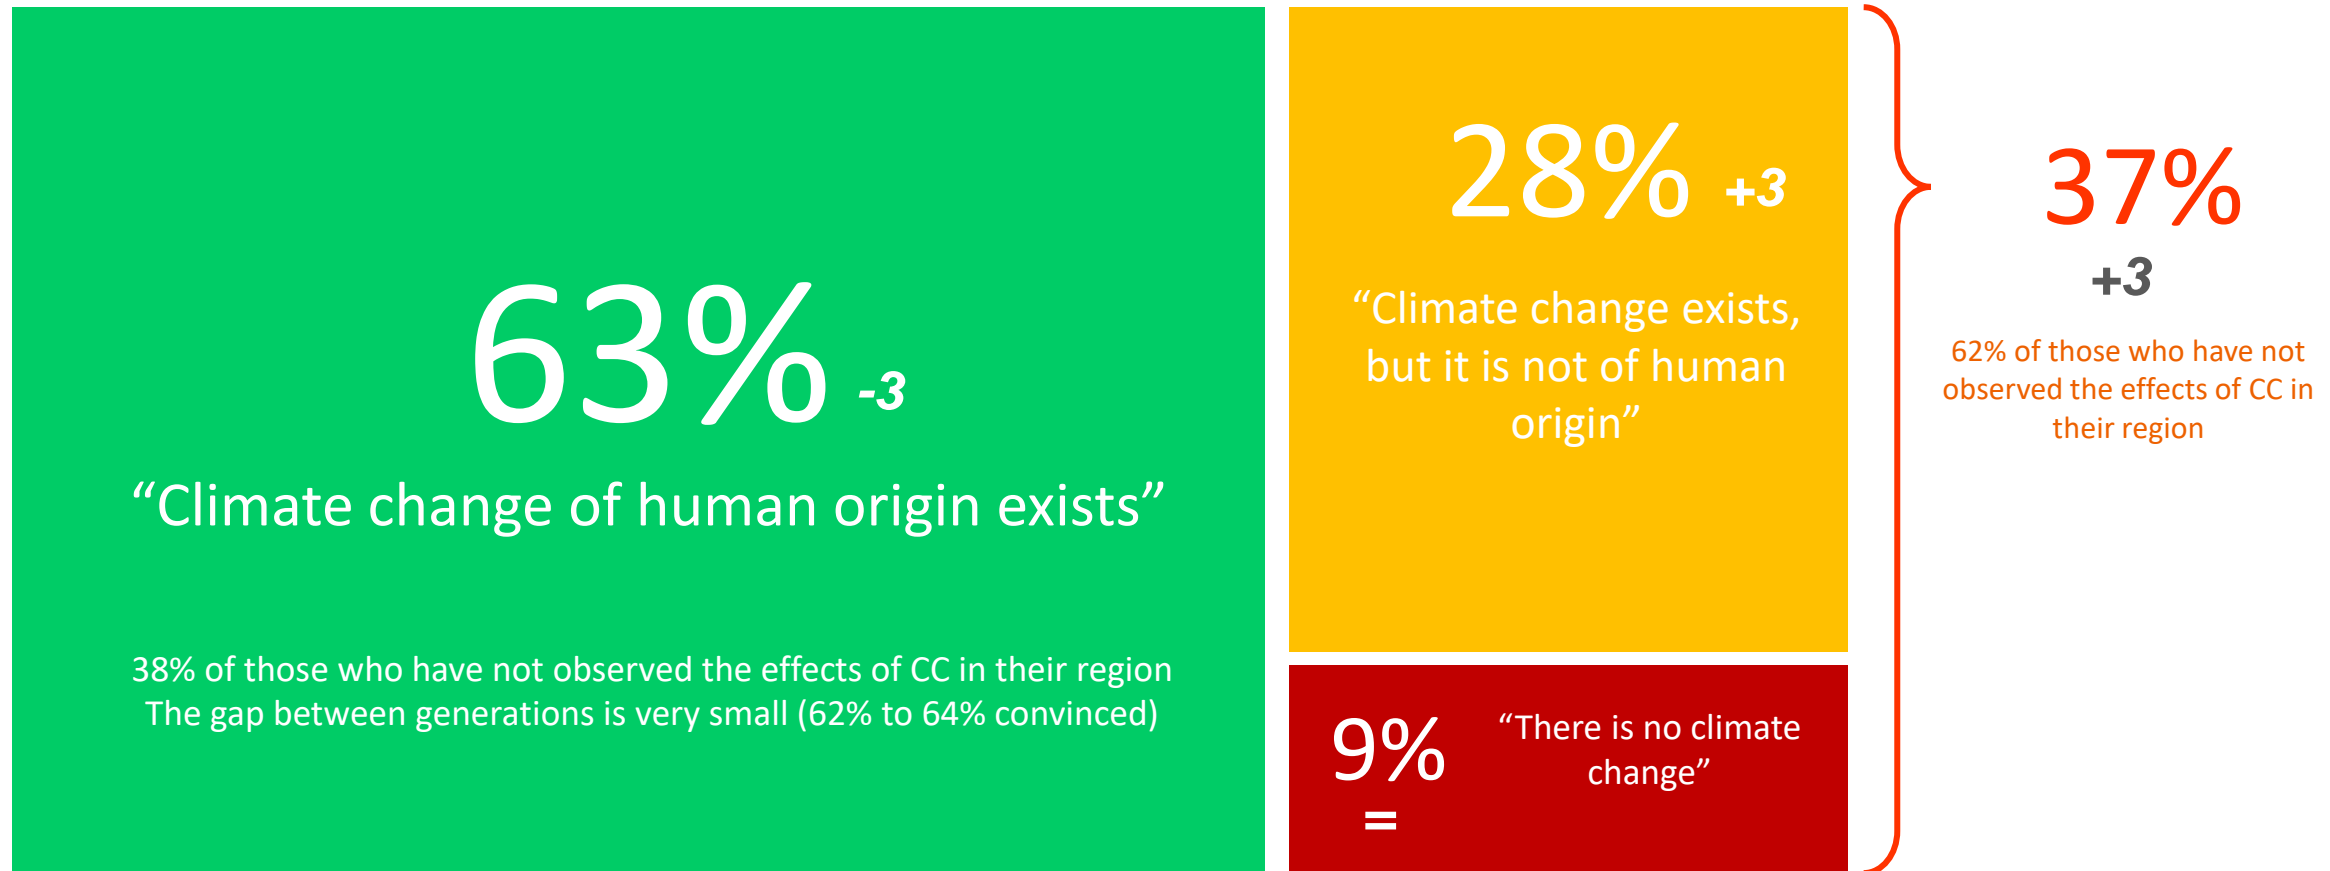 63% -3
“Climate change of human origin exists”
38% of those who have not observed the effects of CC in their region
The gap between generations is very small (62% to 64% convinced)
28% +3
“Climate change exists,
but it is not of human
origin”
9%
=
“There is no climate
change”
37%
+3
62% of those who have not
observed the effects of CC in
their region